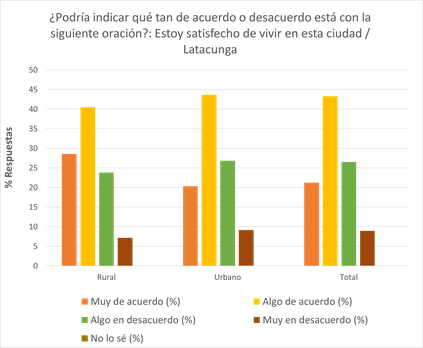 ¿Podría indicar qué tan de acuerdo o desacuerdo está con la
siguiente oración?: Estoy satisfecho de vivir en esta ciudad /
Latacunga
50
45
40
35
30
25
20
15
10
5
0
% Respuestas
Rural Urbano Total
Muy de acuerdo (%) Algo de acuerdo (%)
Algo en desacuerdo (%) Muy en desacuerdo (%)
No lo sé (%)